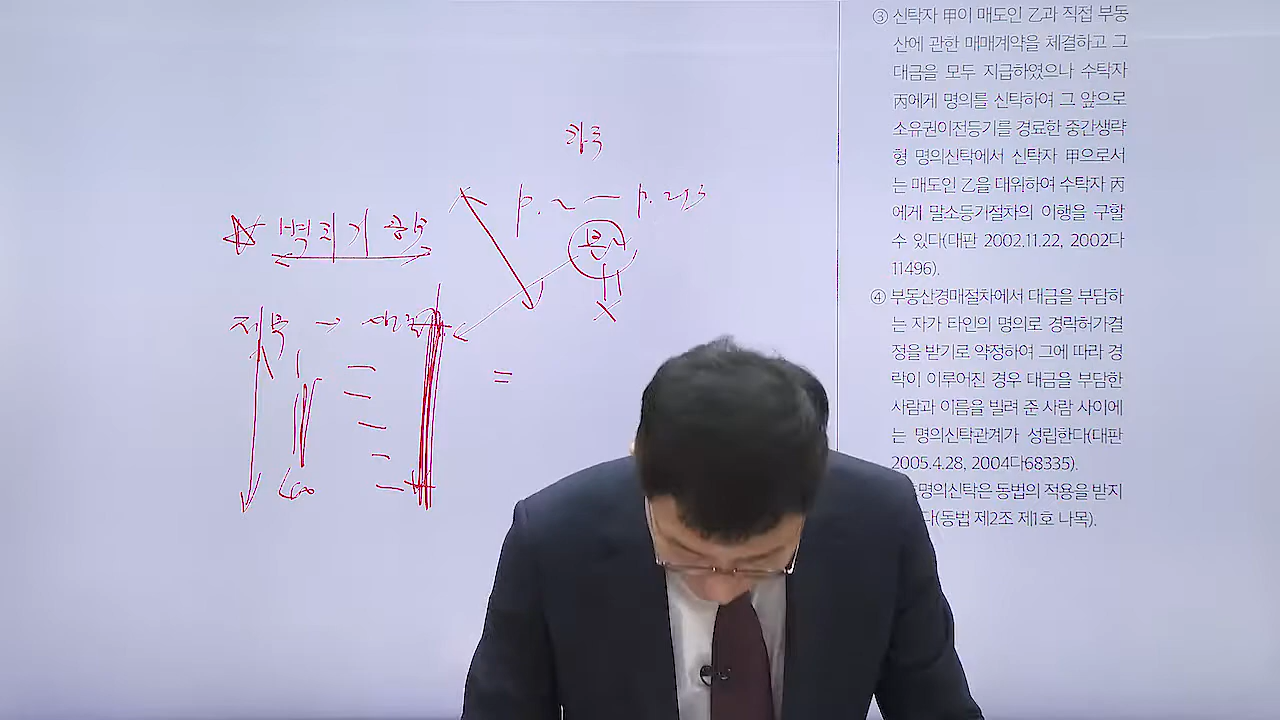 p. 2 — p. 253
벽치기 공부
제목 →
=
③ 신탁자 甲이 매도인 乙과 직접 부동
산에 관한 매매계약을 체결하고 그
대금을 모두 지급하였으나 수탁자
丙에게 명의를 신탁하여 그 앞으로
소유권이전등기를 경료한 중간생략
형 명의신탁에서 신탁자 甲으로서
는 매도인 乙을 대위하여 수탁자 丙
에게 말소등기절차의 이행을 구할
수 있다(대판 2002.11.22, 2002다
11496).
④ 부동산경매절차에서 대금을 부담하
는 자가 타인의 명의로 경락허가결
정을 받기로 약정하여 그에 따라 경
락이 이루어진 경우 대금을 부담한
사람과 이름을 빌려 준 사람 사이에
는 명의신탁관계가 성립한다(대판
2005.4.28, 2004다68335).
명의신탁은 동법의 적용을 받지
다(동법 제2조 제1호 나목).